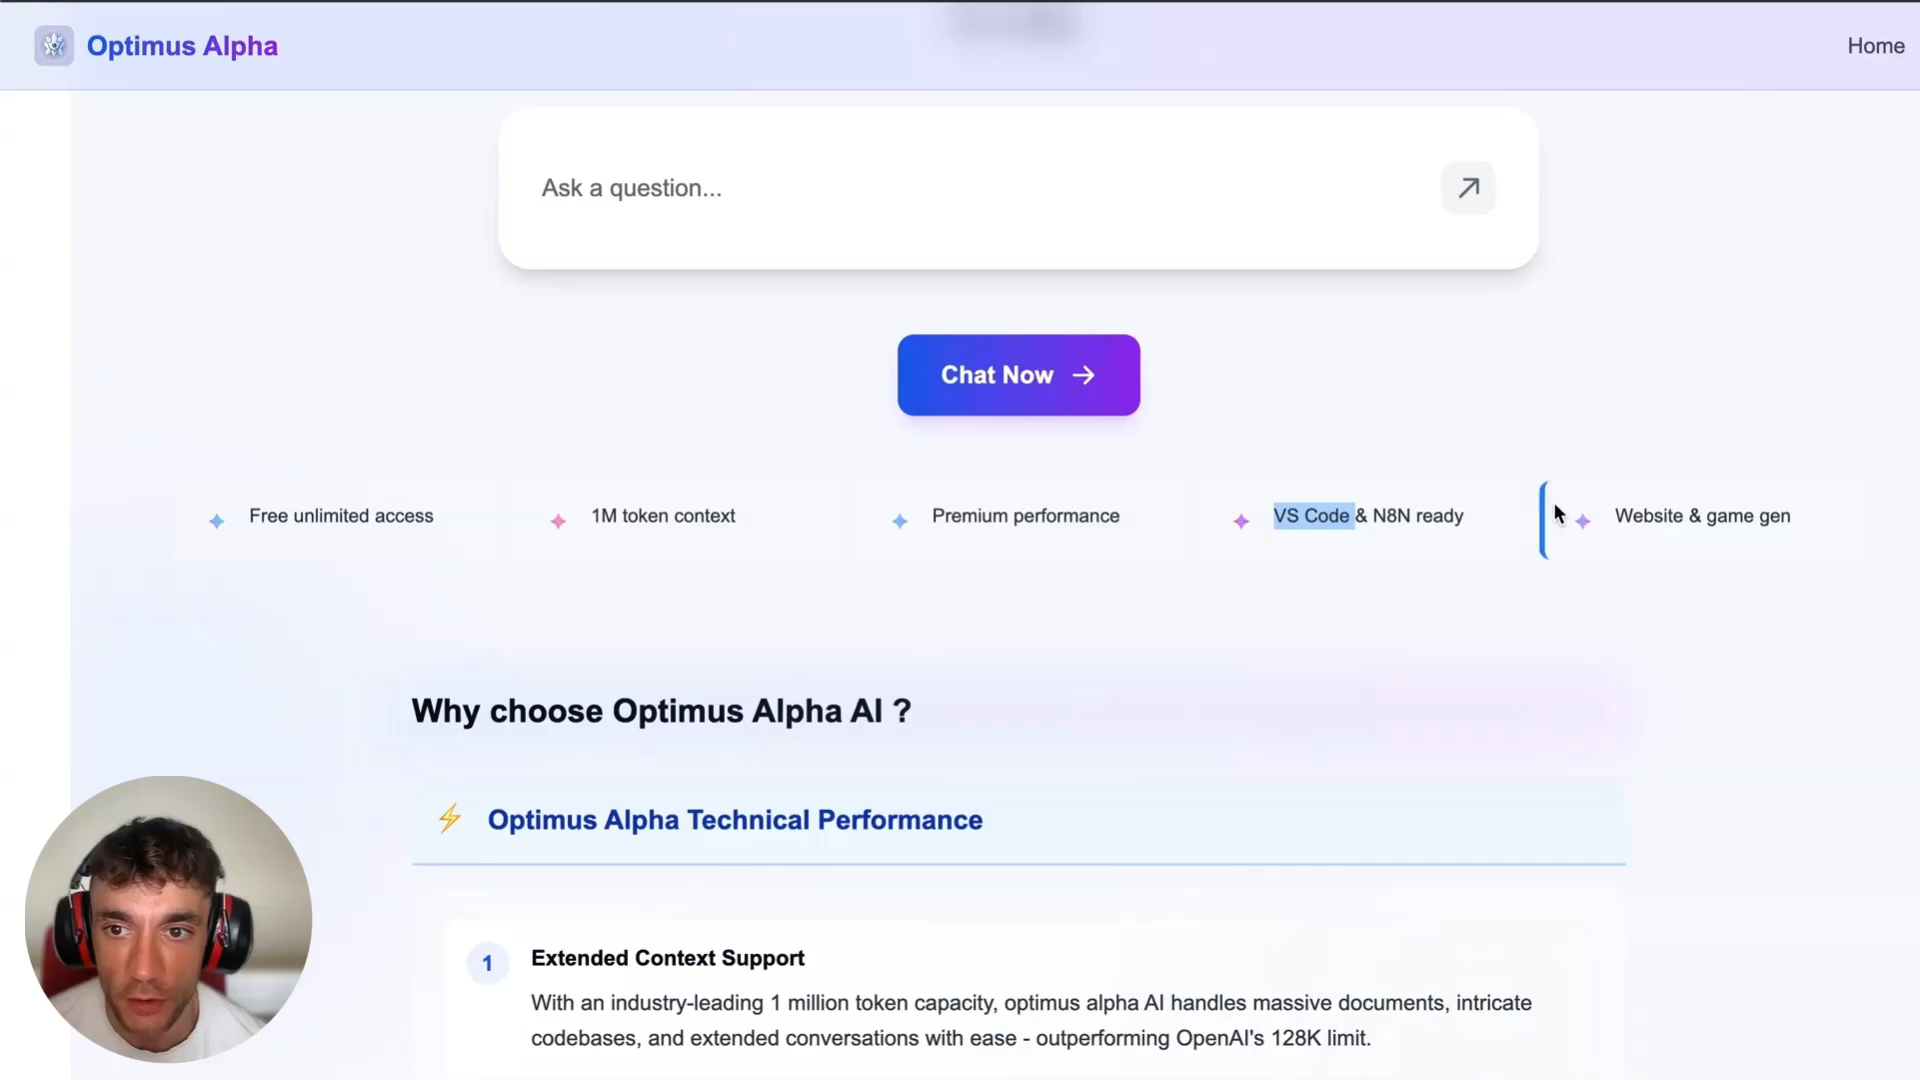 Optimus Alpha
Home
Ask a question...
Chat Now
Free unlimited access
1M token context
Premium performance
VS Code & N8N ready
Website & game gen
Why choose Optimus Alpha AI ?
Optimus Alpha Technical Performance
1
Extended Context Support
With an industry-leading 1 million token capacity, optimus alpha AI handles massive documents, intricate
codebases, and extended conversations with ease - outperforming OpenAI's 128K limit.